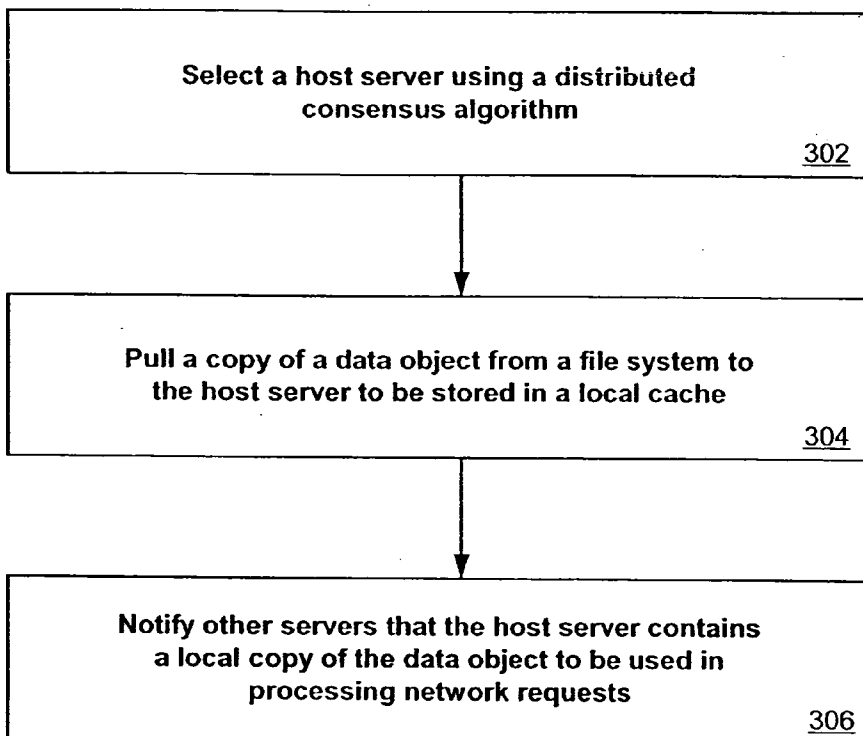 Select a host server using a distributed
consensus algorithm
302
Pull a copy of a data object from a file system to
the host server to be stored in a local cache
304
Notify other servers that the host server contains
a local copy of the data object to be used in
processing network requests
306